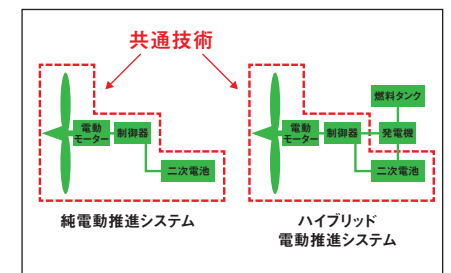 共通技術
電動
モーター
制御器
二次電池
純電動推進システム
燃料タンク
電動
モーター
制御器
発電機
二次電池
ハイブリッド
電動推進システム